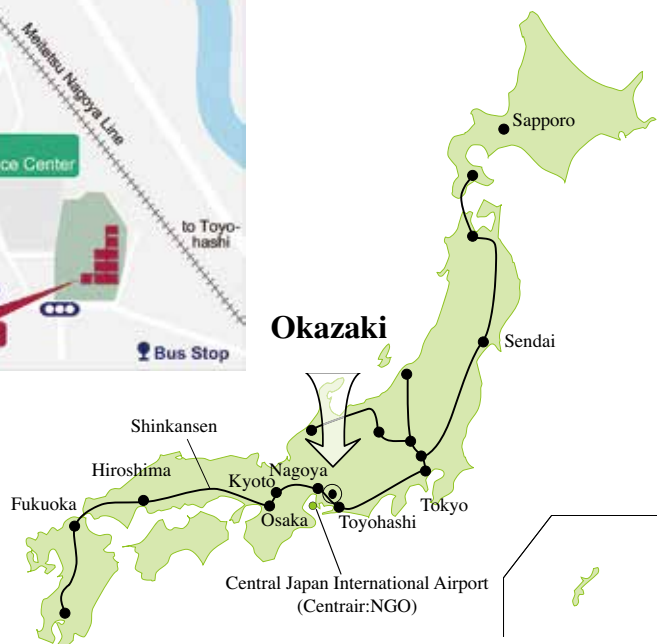 Meitetsu Nagoya Line
ce Center
to Toyo-
hashi
Bus Stop
Okazaki
Sapporo
Sendai
Shinkansen
Hiroshima
Nagoya
Kyoto
Fukuoka
Tokyo
Osaka
Toyohashi
Central Japan International Airport
(Centrair:NGO)